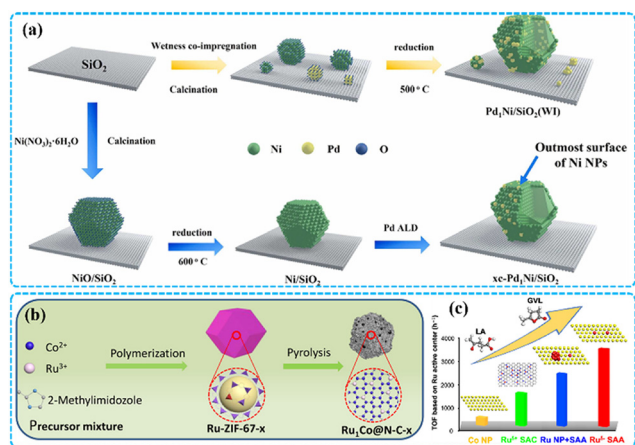 (a)
SiO2
Wetness co-impregnation
Calcination
reduction
500 ° C
Pd1Ni/SiO2(WI)
Ni(NO3)2·6H2O
Calcination
Ni
Pd
O
Outmost surface
of Ni NPs
NiO/SiO2
reduction
600 ° C
Ni/SiO2
Pd ALD
xc-Pd1Ni/SiO2
(b)
Co2+
Ru3+
2-Methylimidozole
Precursor mixture
Polymerization
Ru-ZIF-67-x
Pyrolysis
Ru1Co@N-C-x
(c)
TOF based on Ru active center (h-1)
4000
3000
2000
1000
0
LA
GVL
Co NP
Ruδ+ SAC
Ru NP+SAA
Ruδ- SAA